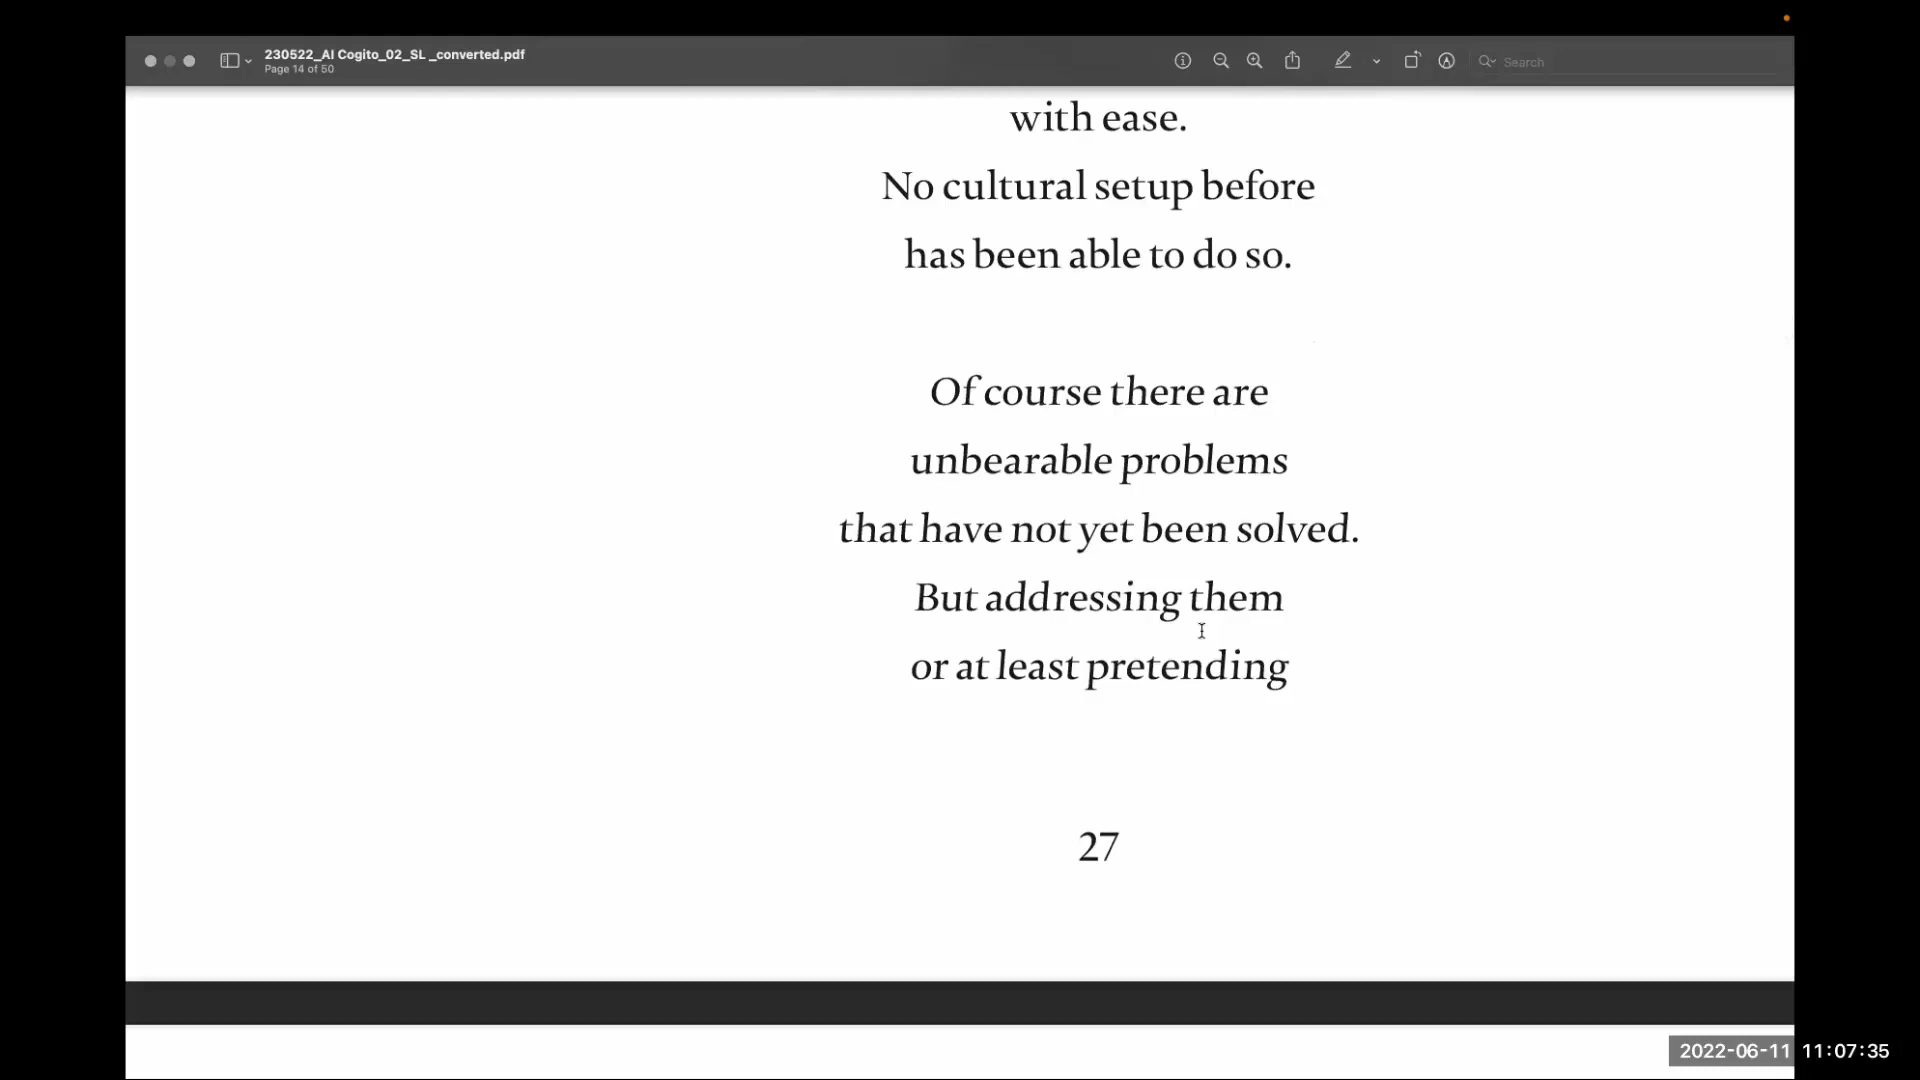 230522_AI Cogito_02_SL _converted.pdf
Page 14 of 50
Search
with ease.
No cultural setup before
has been able to do so.
Of course there are
unbearable problems
that have not yet been solved.
But addressing them
or at least pretending
27
2022-06-11 11:07:35